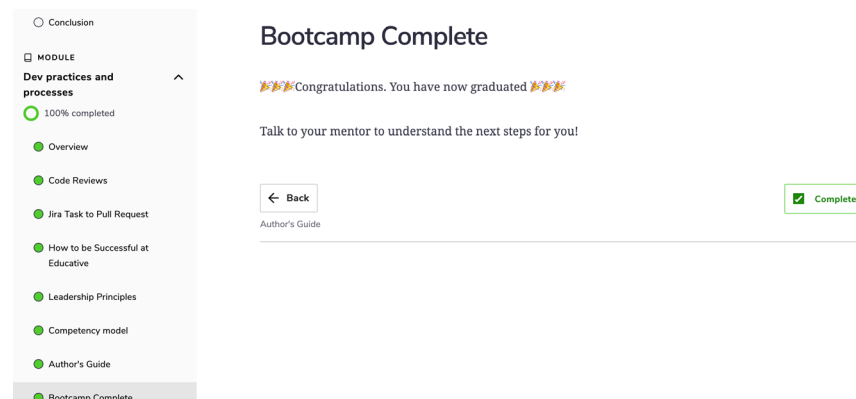 Conclusion
MODULE
Dev practices and
processes
100% completed
Overview
Code Reviews
Jira Task to Pull Request
How to be Successful at
Educative
Leadership Principles
Competency model
Author's Guide
Bootcamp Complete
Bootcamp Complete
🎉🎉🎉Congratulations. You have now graduated 🎉🎉🎉
Talk to your mentor to understand the next steps for you!
← Back
Author's Guide
Complete